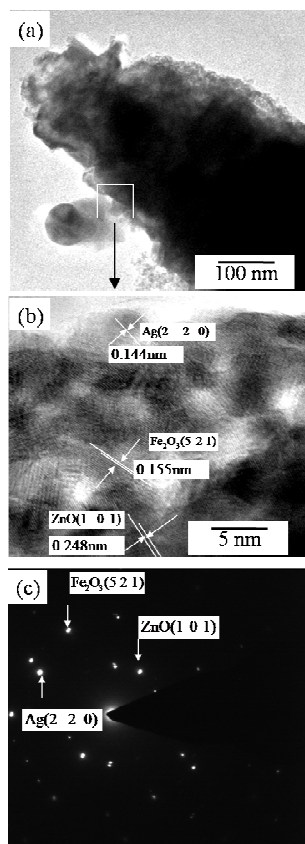 (a)
100 nm
(b)
Ag(2 2 0)
0.144nm
Fe2O3(5 2 1)
0.155nm
ZnO(1 0 1)
0.248nm
5 nm
(c)
Fe2O3(5 2 1)
ZnO(1 0 1)
Ag(2 2 0)